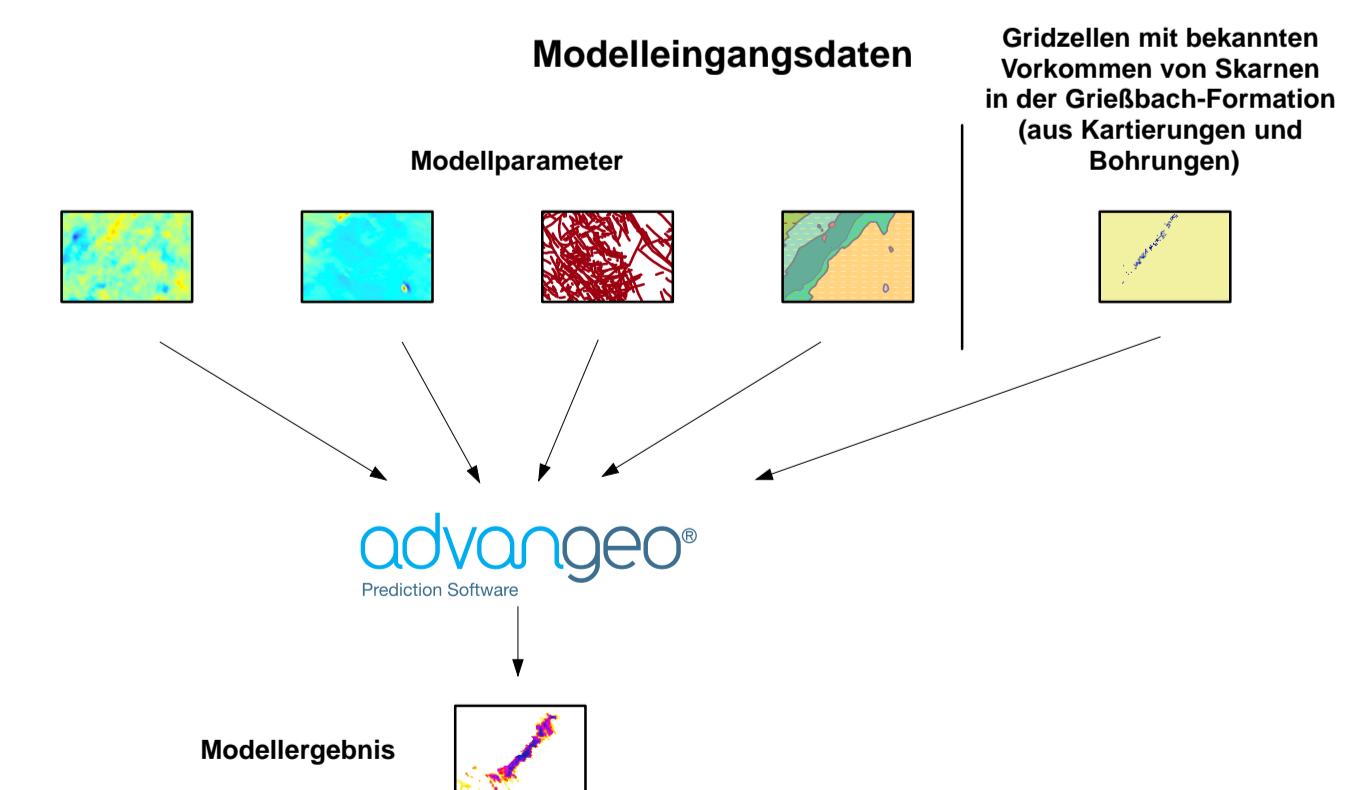 Modelleingangsdaten
Gridzellen mit bekannten
Vorkommen von Skarnen
in der Grießbach-Formation
(aus Kartierungen und
Bohrungen)
Modellparameter
advangeo®
Prediction Software
Modellergebnis